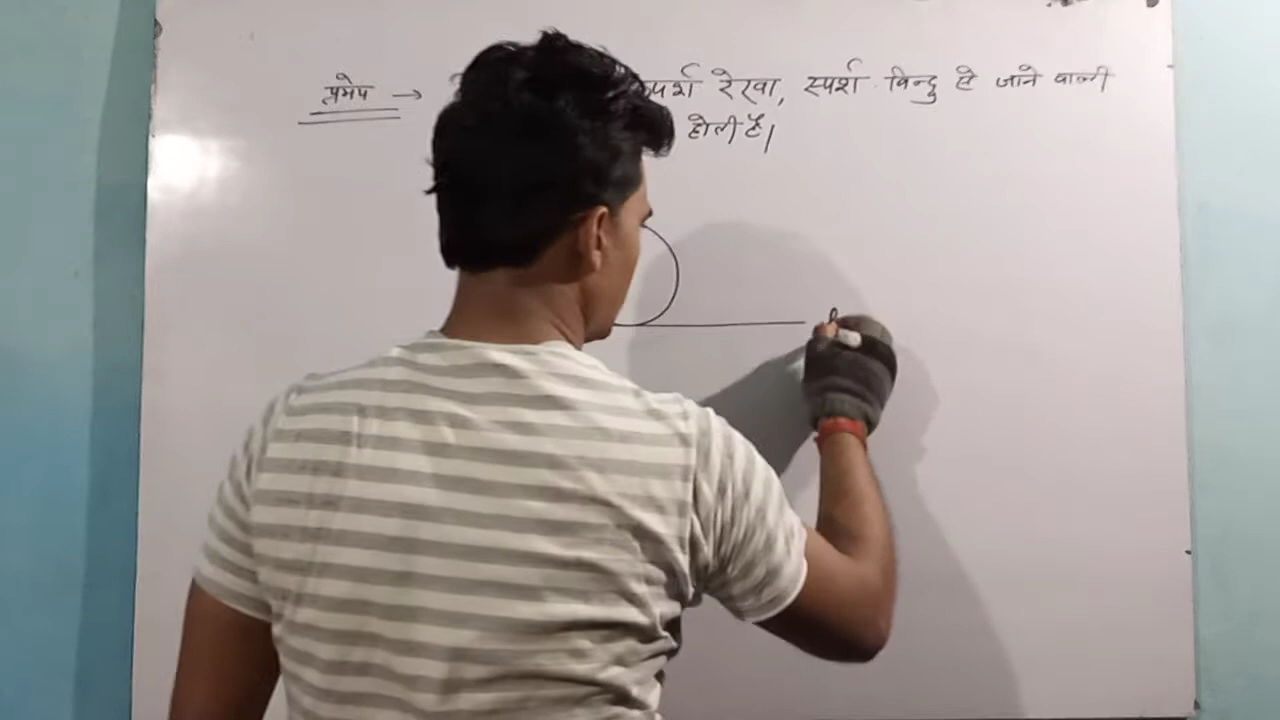 प्रमेय →
स्पर्श रेखा, स्पर्श बिन्दु से जाने वाली
होती है।